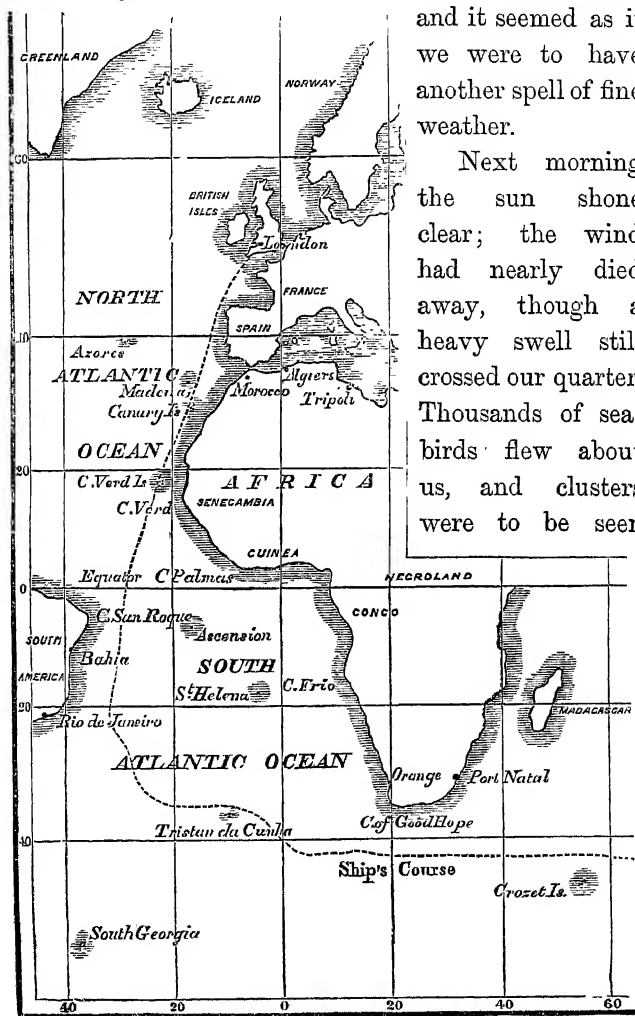 and it seemed as i
we were to have
another spell of fine
weather.
Next morning
the sun shone
clear; the wind
had nearly died
away, though a
heavy swell stil
crossed our quarter
Thousands of sea
birds flew about
us, and clusters
were to be seen
GREENLAND
ICELAND
NORWAY
60
BRITISH
ISLES
London
NORTH
FRANCE
SPAIN
40
Azores
ATLANTIC
Madeira
Morocco
Algiers
Tripoli
Canary Is
OCEAN
AFRICA
20
C. Verd Is
C. Verd
SENEGAMBIA
GUINEA
Equator
C Palmas
NEGROLAND
0
CONGO
C. San Roque
SOUTH
AMERICA
Ascension
Bahia
SOUTH
St Helena
C. Frio
20
Rio de Janeiro
MADAGASCAR
ATLANTIC OCEAN
Orange
Port Natal
Tristan da Cunha
C. of Good Hope
40
Ship's Course
Crozet Is.
South Georgia
40
20
0
20
40
60